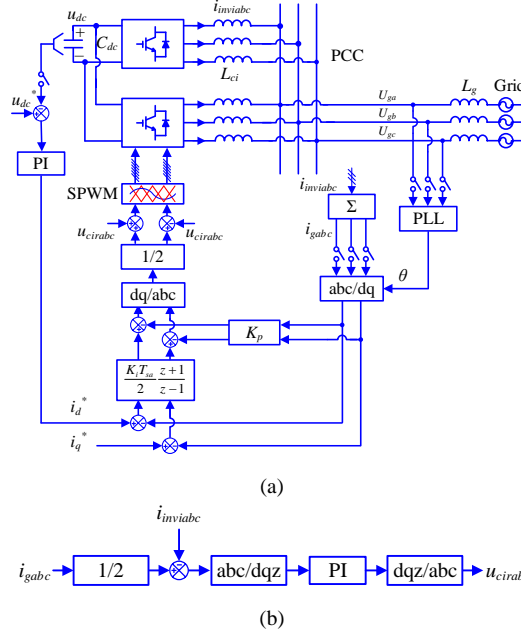 u_dc
i_inviabc
C_dc
+
−
PCC
L_ci
u_dc*
U_ga
L_g
Grid
U_gb
U_gc
PI
SPWM
i_inviabc
Σ
PLL
u_cirabc
u_cirabc
i_gabc
1/2
θ
abc/dq
dq/abc
K_p
K_i T_sa / 2 z+1 / z−1
i_d*
i_q*
(a)
i_inviabc
i_gabc
1/2
abc/dqz
PI
dqz/abc
u_cirabc
(b)